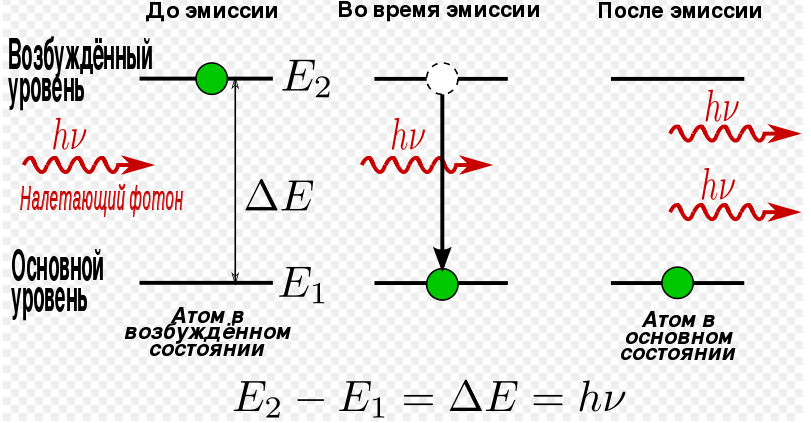 До эмиссии
Во время эмиссии
После эмиссии
Возбуждённый
уровень
E₂
hν
Налетающий фотон
ΔE
Основной
уровень
E₁
Атом в
возбуждённом
состоянии
hν
hν
hν
Атом в
основном
состоянии
E₂ − E₁ = ΔE = hν